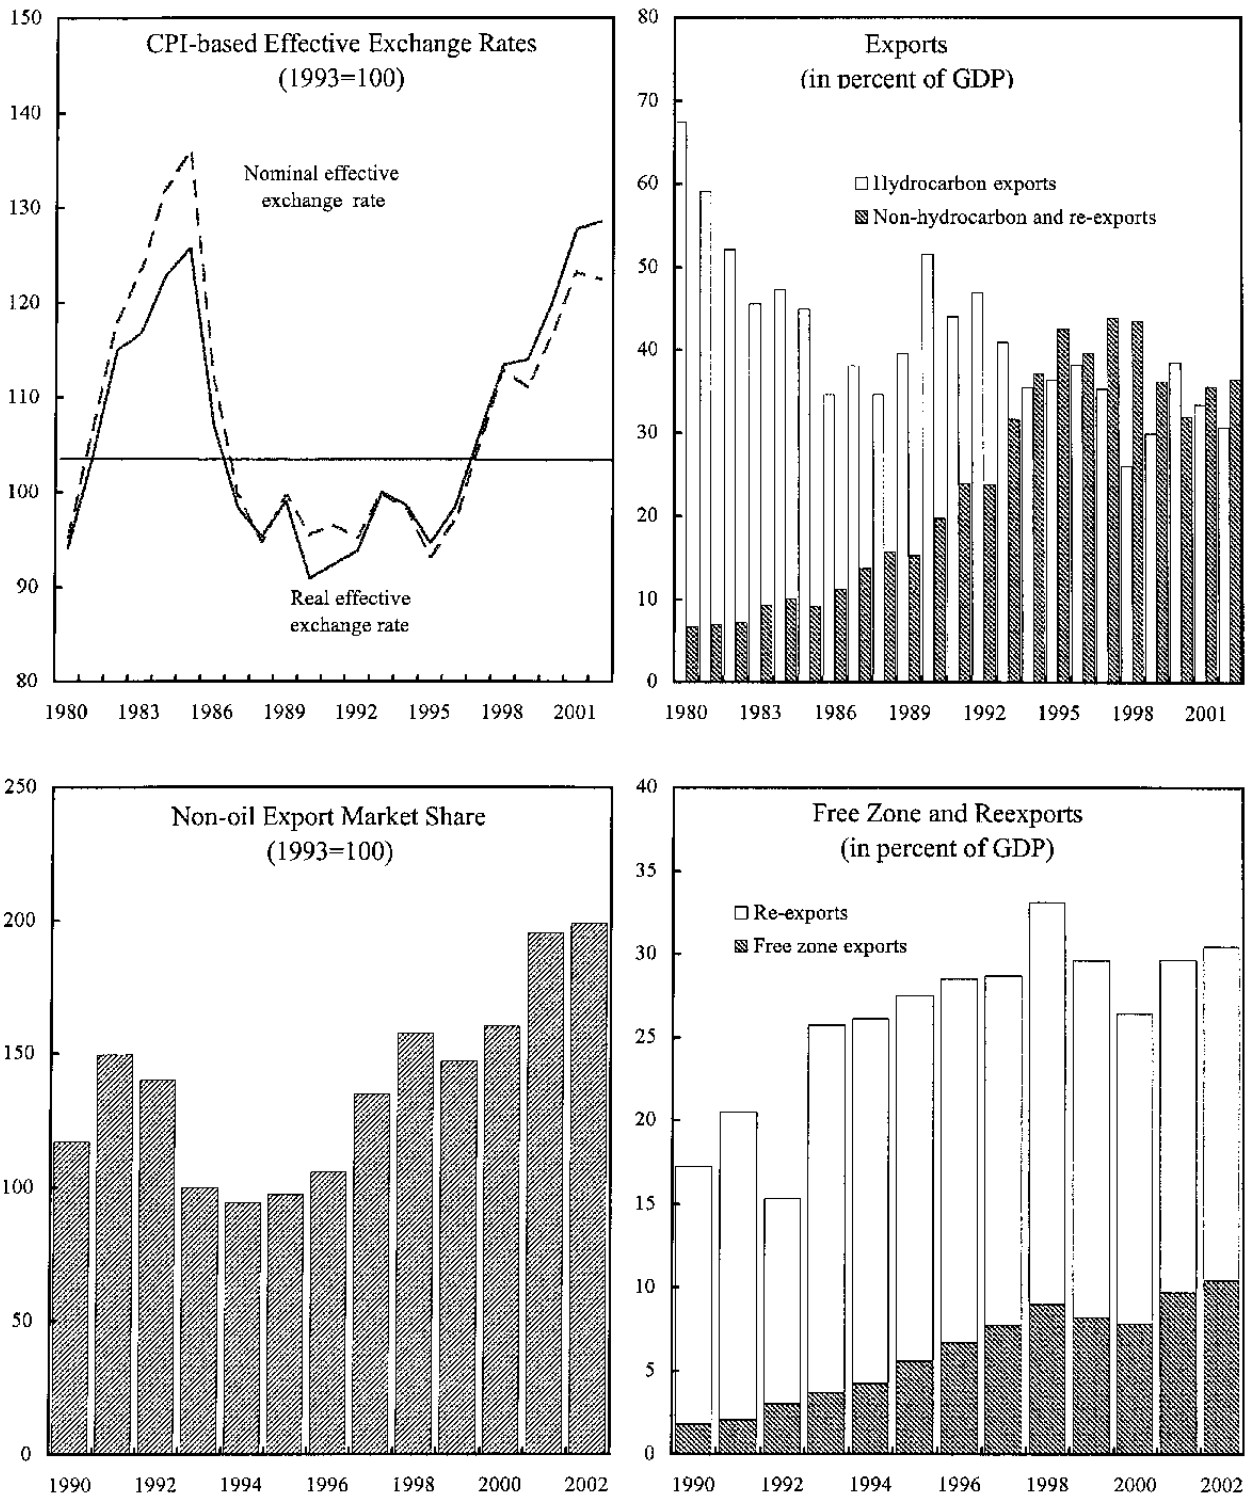 150
140
130
120
110
100
90
80
CPI-based Effective Exchange Rates
(1993=100)
Nominal effective
exchange rate
Real effective
exchange rate
1980 1983 1986 1989 1992 1995 1998 2001
80
70
60
50
40
30
20
10
0
Exports
(in percent of GDP)
Hydrocarbon exports
Non-hydrocarbon and re-exports
1980 1983 1986 1989 1992 1995 1998 2001
250
200
150
100
50
0
Non-oil Export Market Share
(1993=100)
1990 1992 1994 1996 1998 2000 2002
40
35
30
25
20
15
10
5
0
Free Zone and Reexports
(in percent of GDP)
Re-exports
Free zone exports
1990 1992 1994 1996 1998 2000 2002